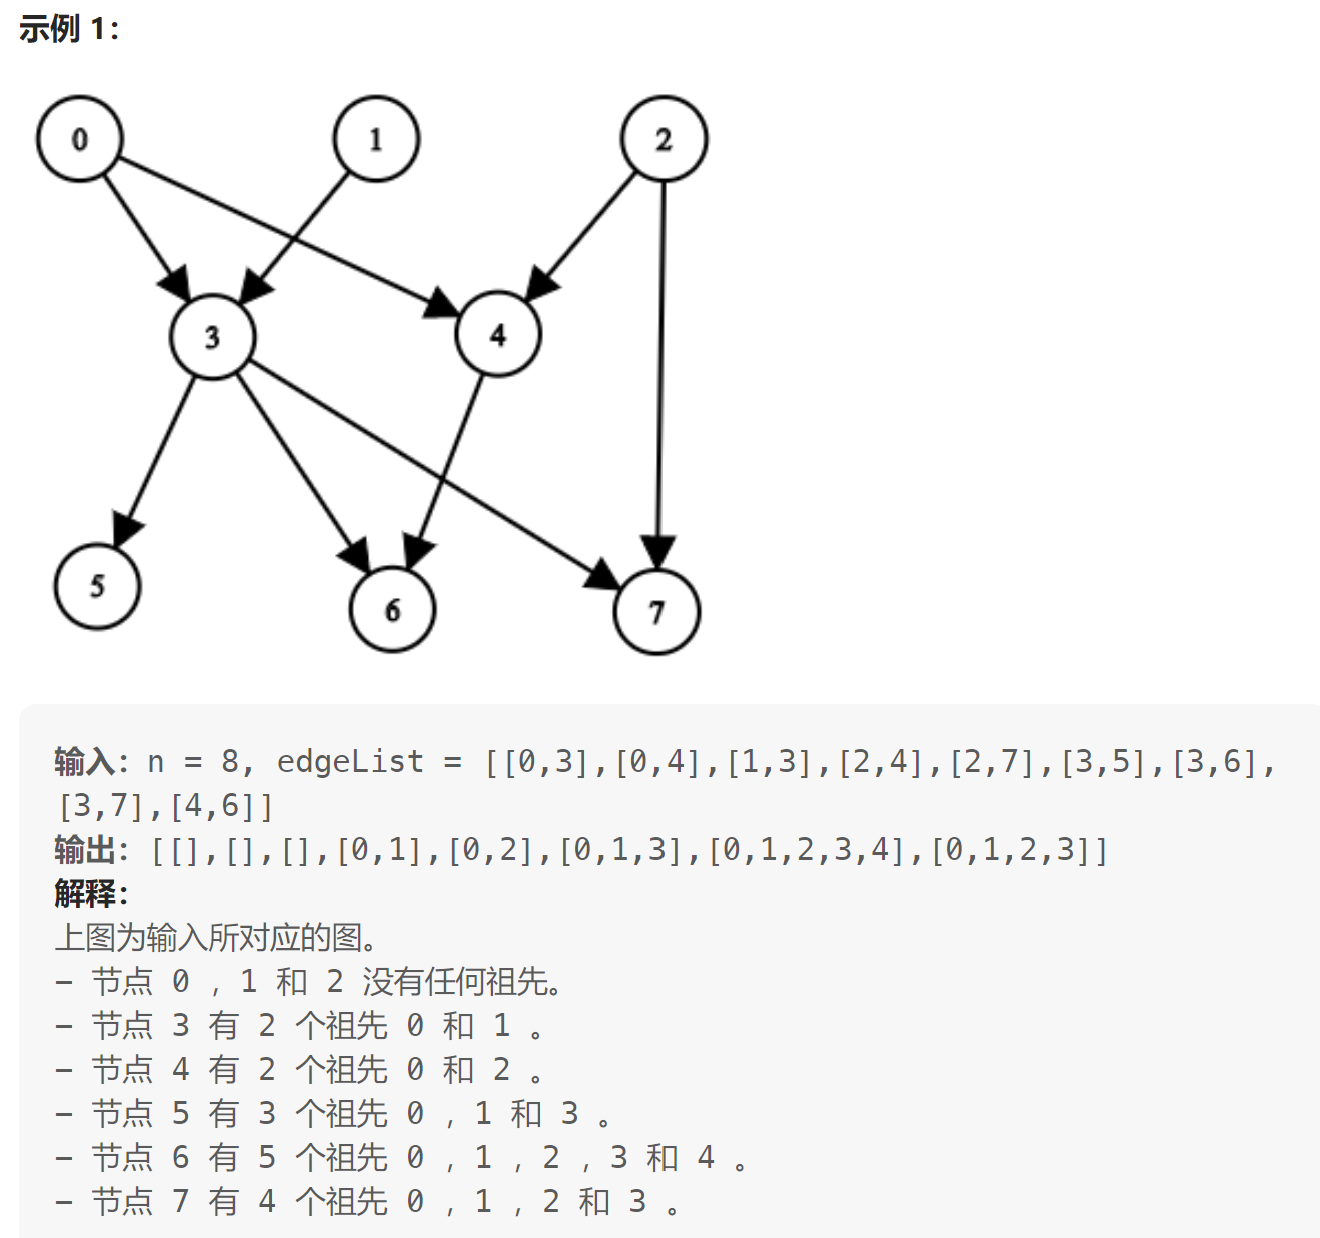 示例 1：
0
1
2
3
4
5
6
7
输入：n = 8, edgeList = [[0,3],[0,4],[1,3],[2,4],[2,7],[3,5],[3,6],
[3,7],[4,6]]
输出：[[],[],[],[0,1],[0,2],[0,1,3],[0,1,2,3,4],[0,1,2,3]]
解释：
上图为输入所对应的图。
- 节点 0 ，1 和 2 没有任何祖先。
- 节点 3 有 2 个祖先 0 和 1 。
- 节点 4 有 2 个祖先 0 和 2 。
- 节点 5 有 3 个祖先 0 ，1 和 3 。
- 节点 6 有 5 个祖先 0 ，1 ，2 ，3 和 4 。
- 节点 7 有 4 个祖先 0 ，1 ，2 和 3 。